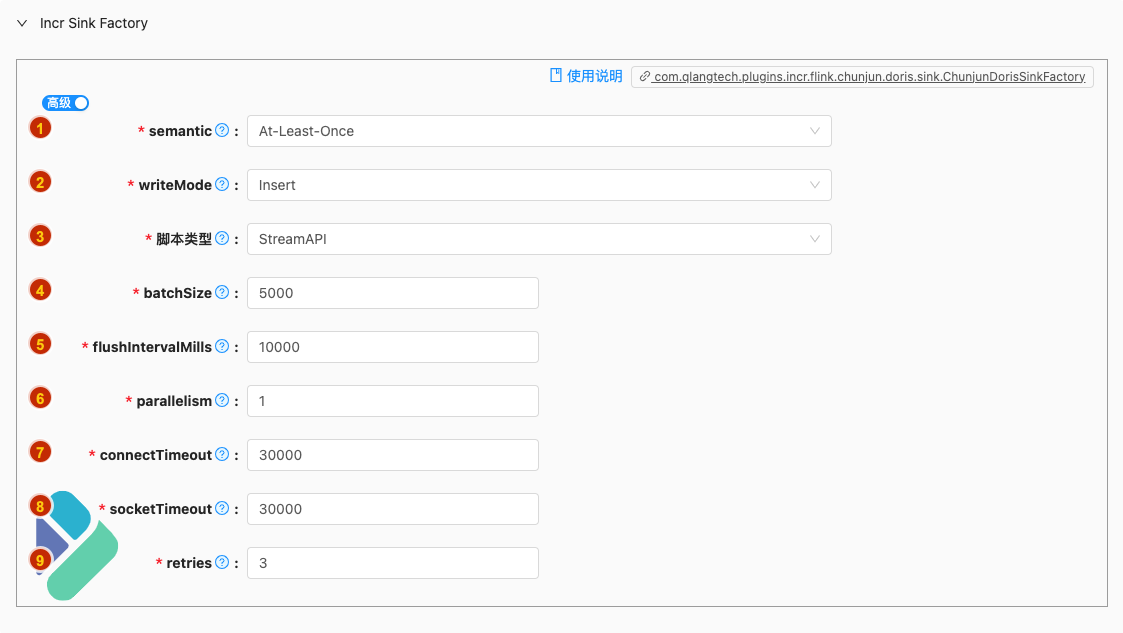 Incr Sink Factory
使用说明 com.qlangtech.plugins.incr.flink.chunjun.doris.sink.ChunjunDorisSinkFactory
高级
1 * semantic ? : At-Least-Once
2 * writeMode ? : Insert
3 * 脚本类型 ? : StreamAPI
4 * batchSize ? : 5000
5 * flushIntervalMills ? : 10000
6 * parallelism ? : 1
7 * connectTimeout ? : 30000
8 * socketTimeout ? : 30000
9 * retries ? : 3